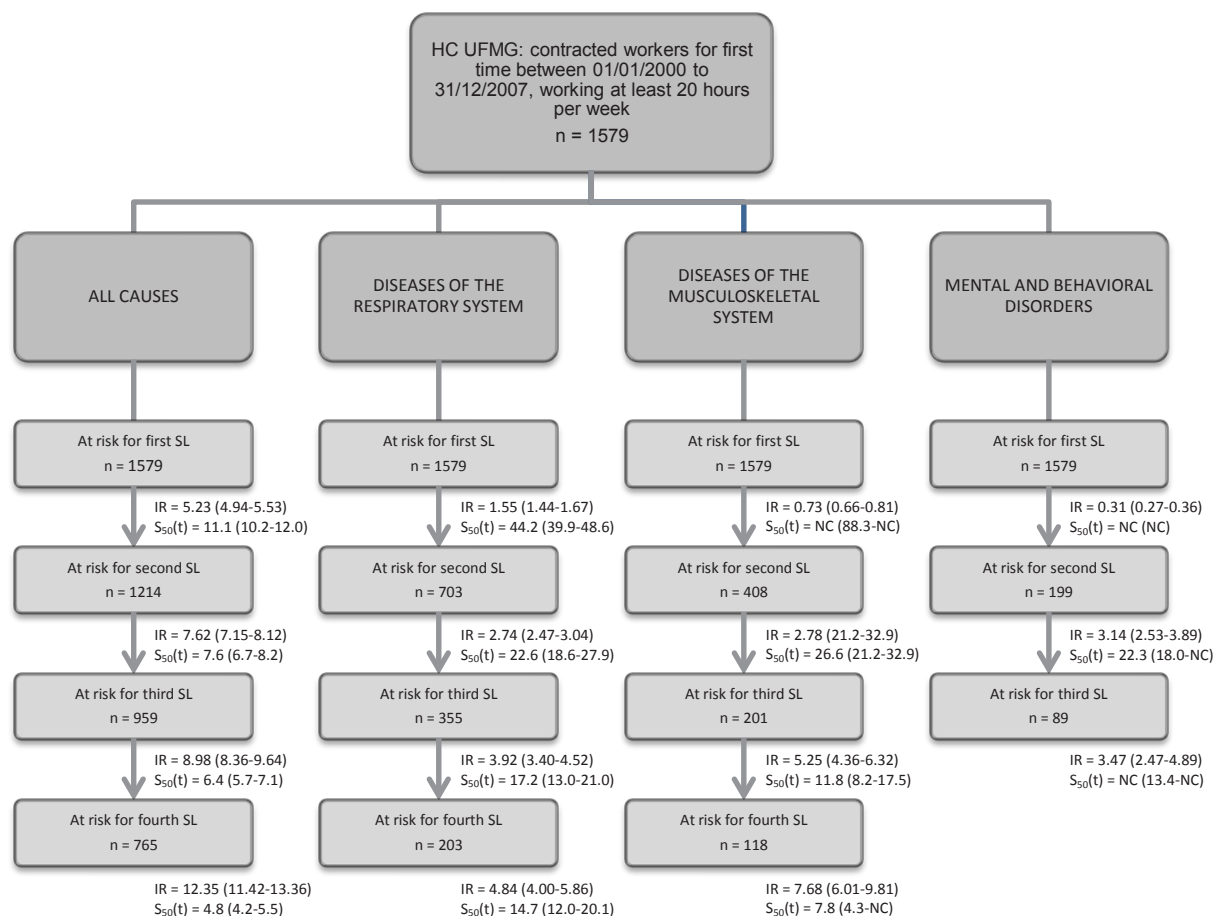 HC UFMG: contracted workers for first
time between 01/01/2000 to
31/12/2007, working at least 20 hours
per week
n = 1579
ALL CAUSES
DISEASES OF THE
RESPIRATORY SYSTEM
DISEASES OF THE
MUSCULOSKELETAL
SYSTEM
MENTAL AND BEHAVIORAL
DISORDERS
At risk for first SL
n = 1579
At risk for first SL
n = 1579
At risk for first SL
n = 1579
At risk for first SL
n = 1579
IR = 5.23 (4.94-5.53)
S50(t) = 11.1 (10.2-12.0)
IR = 1.55 (1.44-1.67)
S50(t) = 44.2 (39.9-48.6)
IR = 0.73 (0.66-0.81)
S50(t) = NC (88.3-NC)
IR = 0.31 (0.27-0.36)
S50(t) = NC (NC)
At risk for second SL
n = 1214
At risk for second SL
n = 703
At risk for second SL
n = 408
At risk for second SL
n = 199
IR = 7.62 (7.15-8.12)
S50(t) = 7.6 (6.7-8.2)
IR = 2.74 (2.47-3.04)
S50(t) = 22.6 (18.6-27.9)
IR = 2.78 (21.2-32.9)
S50(t) = 26.6 (21.2-32.9)
IR = 3.14 (2.53-3.89)
S50(t) = 22.3 (18.0-NC)
At risk for third SL
n = 959
At risk for third SL
n = 355
At risk for third SL
n = 201
At risk for third SL
n = 89
IR = 8.98 (8.36-9.64)
S50(t) = 6.4 (5.7-7.1)
IR = 3.92 (3.40-4.52)
S50(t) = 17.2 (13.0-21.0)
IR = 5.25 (4.36-6.32)
S50(t) = 11.8 (8.2-17.5)
IR = 3.47 (2.47-4.89)
S50(t) = NC (13.4-NC)
At risk for fourth SL
n = 765
At risk for fourth SL
n = 203
At risk for fourth SL
n = 118
IR = 12.35 (11.42-13.36)
S50(t) = 4.8 (4.2-5.5)
IR = 4.84 (4.00-5.86)
S50(t) = 14.7 (12.0-20.1)
IR = 7.68 (6.01-9.81)
S50(t) = 7.8 (4.3-NC)